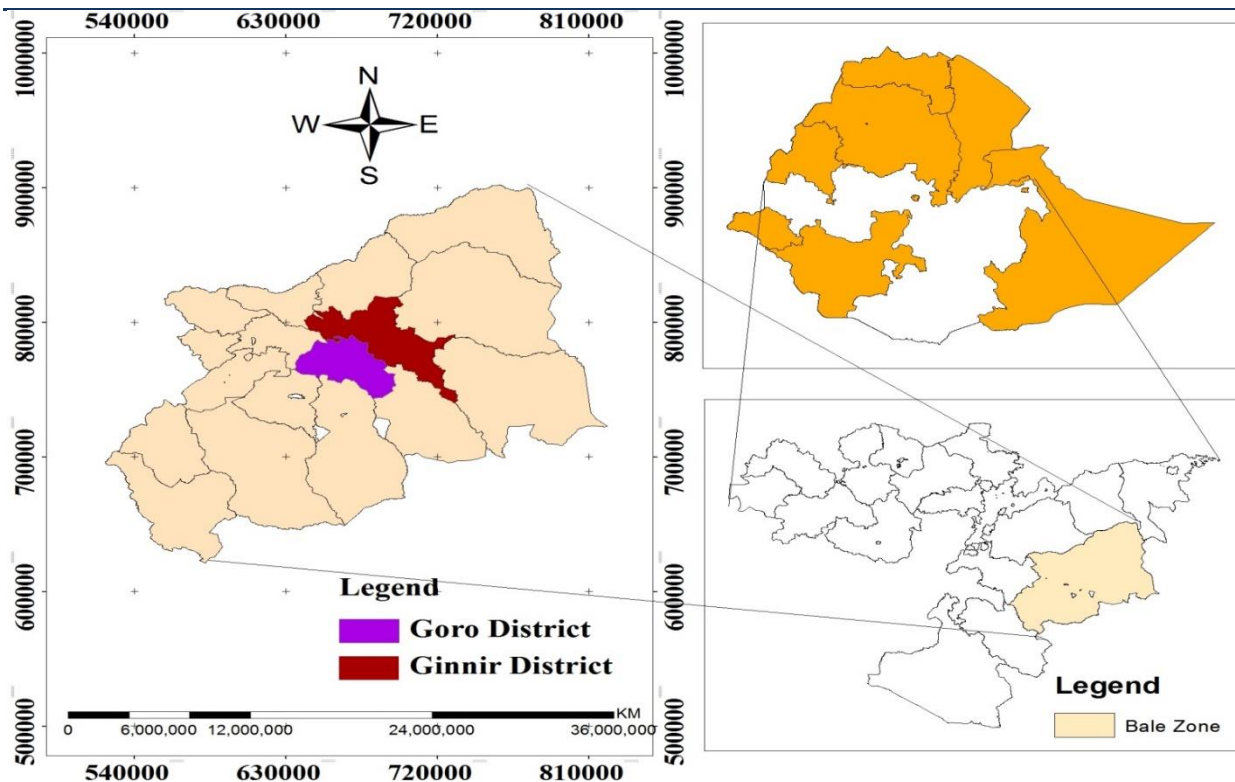 540000 630000 720000 810000
1000000
900000
800000
700000
600000
500000
N
W E
S
Legend
Goro District
Ginnir District
KM
0 6,000,000 12,000,000 24,000,000 36,000,000
540000 630000 720000 810000
1000000
900000
800000
700000
600000
500000
Legend
Bale Zone